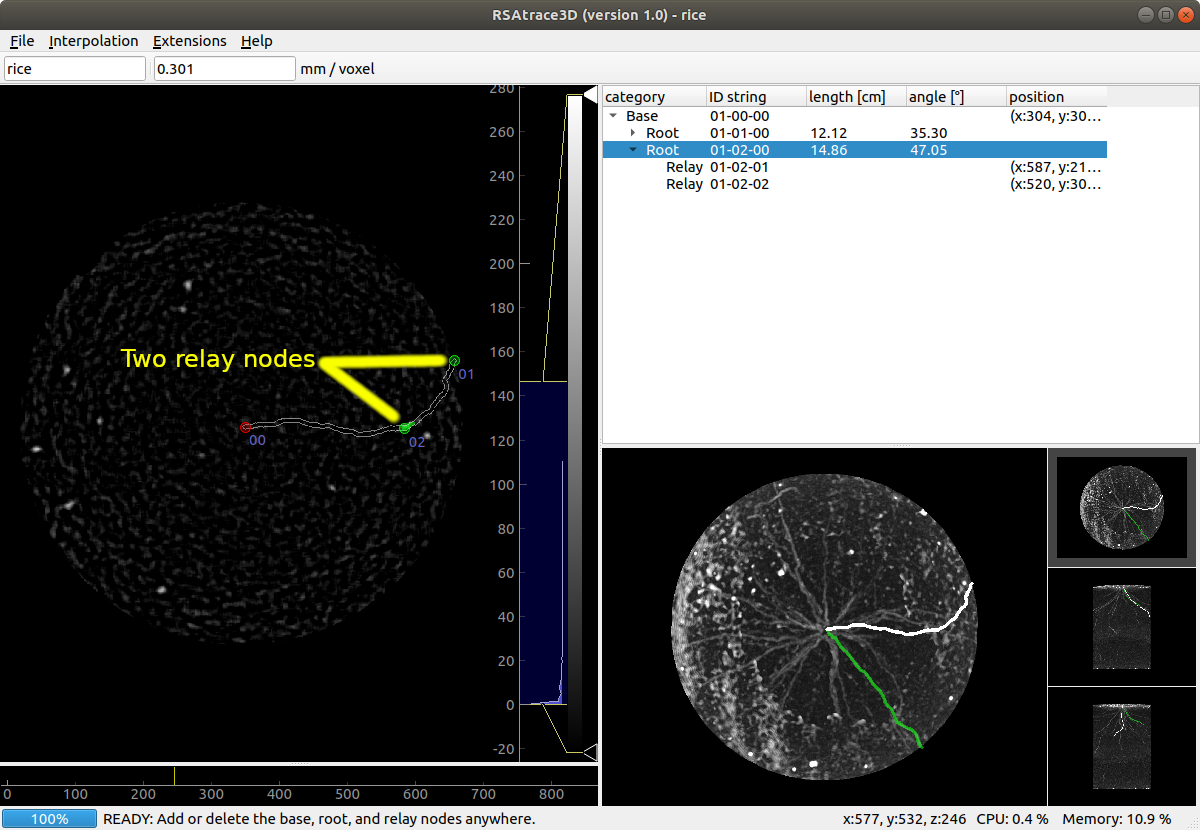 RSAtrace3D (version 1.0) - rice
File Interpolation Extensions Help
rice 0.301 mm / voxel
category ID string length [cm] angle [°] position
Base 01-00-00 (x:304, y:30…
Root 01-01-00 12.12 35.30
Root 01-02-00 14.86 47.05
Relay 01-02-01 (x:587, y:21…
Relay 01-02-02 (x:520, y:30…
280
260
240
220
200
180
160
140
120
100
80
60
40
20
0
-20
Two relay nodes
01
00
02
0 100 200 300 400 500 600 700 800
100% READY: Add or delete the base, root, and relay nodes anywhere. x:577, y:532, z:246 CPU: 0.4 % Memory: 10.9 %